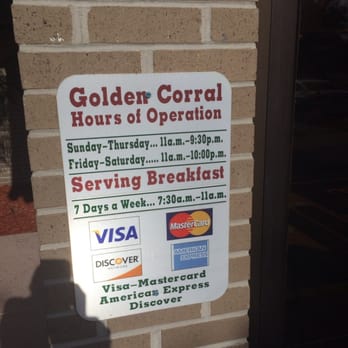 Golden Corral
Hours of Operation
Sunday-Thursday... 11a.m.-9:30p.m.
Friday-Saturday..... 11a.m.-10:00p.m.
Serving Breakfast
7 Days a Week... 7:30a.m.-11a.m.
VISA MasterCard
DISCOVER AMERICAN EXPRESS
Visa-Mastercard
American Express
Discover